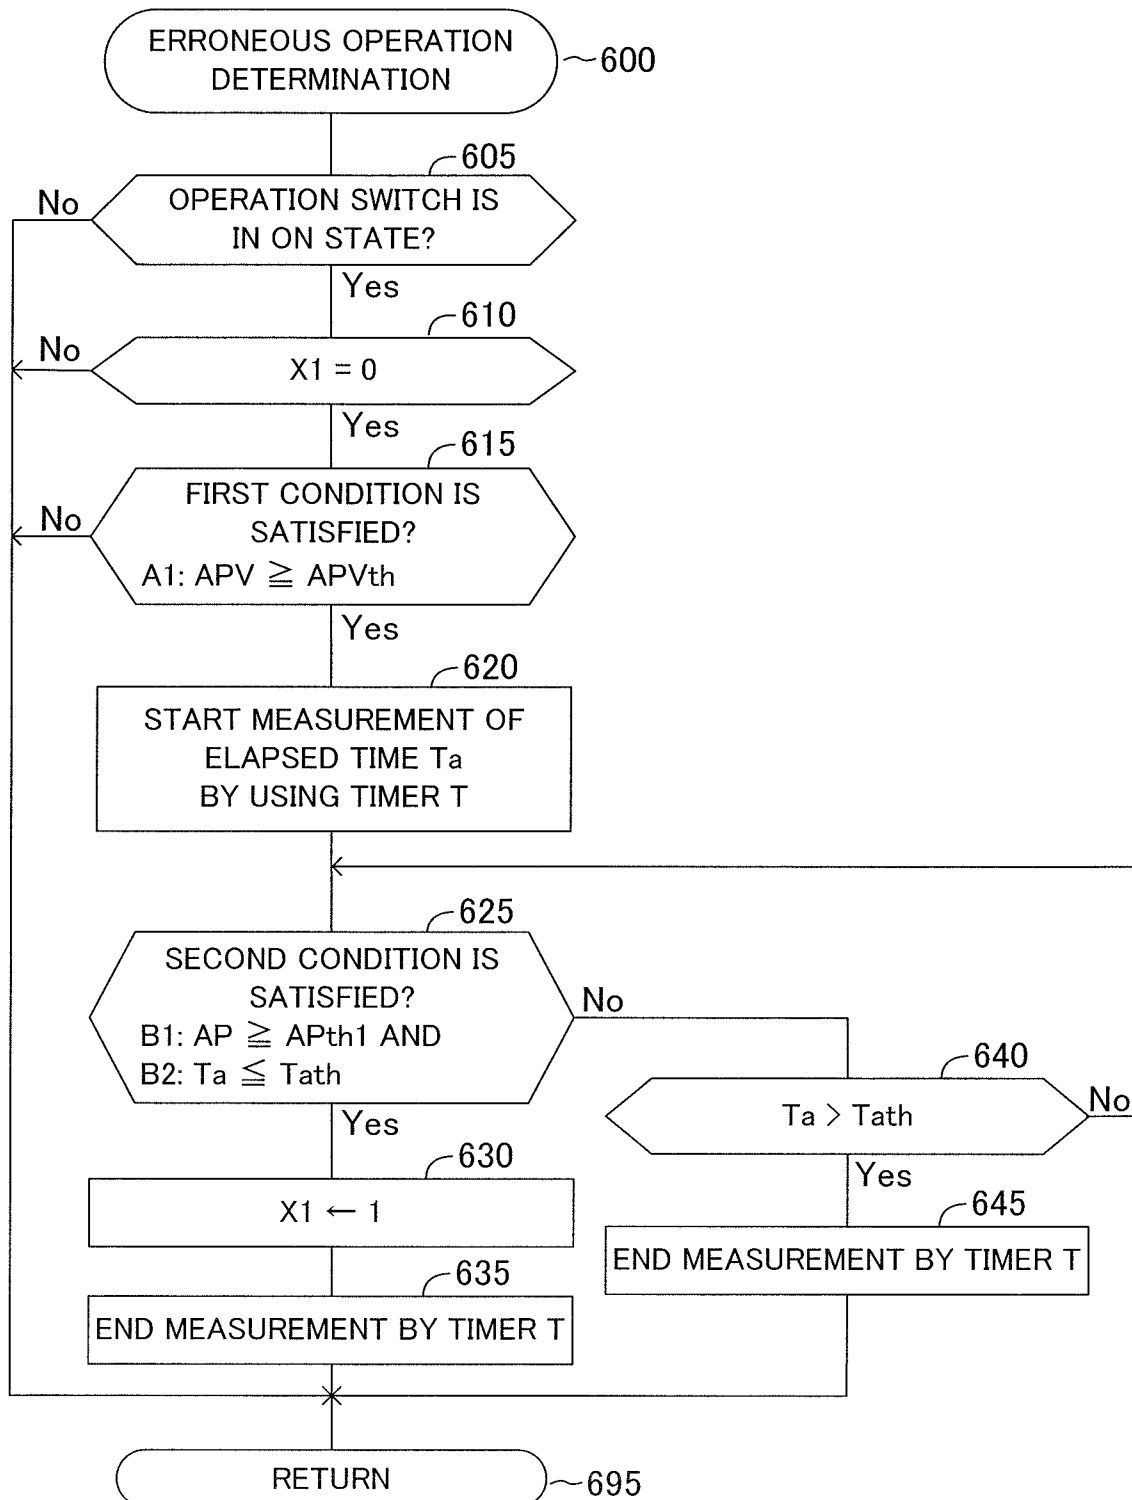 ERRONEOUS OPERATION
DETERMINATION
600
605
OPERATION SWITCH IS
IN ON STATE?
No
Yes
610
X1 = 0
No
Yes
615
FIRST CONDITION IS
SATISFIED?
A1: APV ≧ APVth
No
Yes
620
START MEASUREMENT OF
ELAPSED TIME Ta
BY USING TIMER T
625
SECOND CONDITION IS
SATISFIED?
B1: AP ≧ APth1 AND
B2: Ta ≦ Tath
No
Yes
640
Ta > Tath
No
Yes
630
X1 ← 1
645
END MEASUREMENT BY TIMER T
635
END MEASUREMENT BY TIMER T
RETURN
695